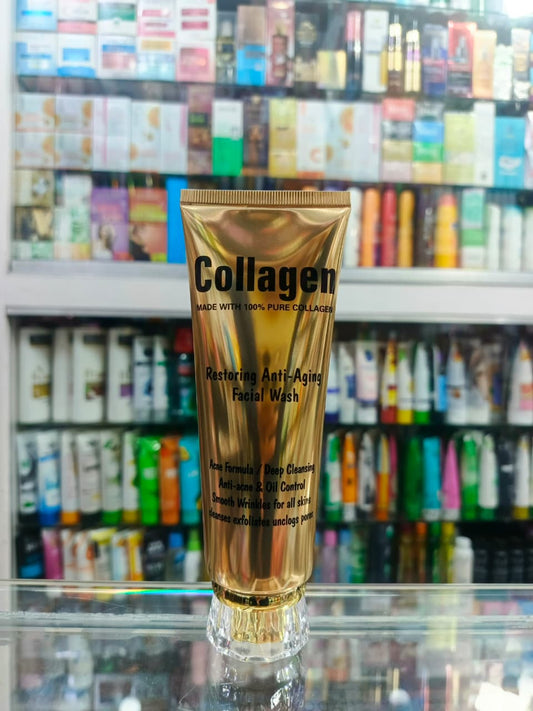 Collagen
MADE WITH 100% PURE COLLAGEN
Restoring Anti-Aging
Facial Wash
Acne Formula / Deep Cleansing
Anti-acne & Oil Control
Smooth Wrinkles for all skins
cleanses exfoliates unclogs pores